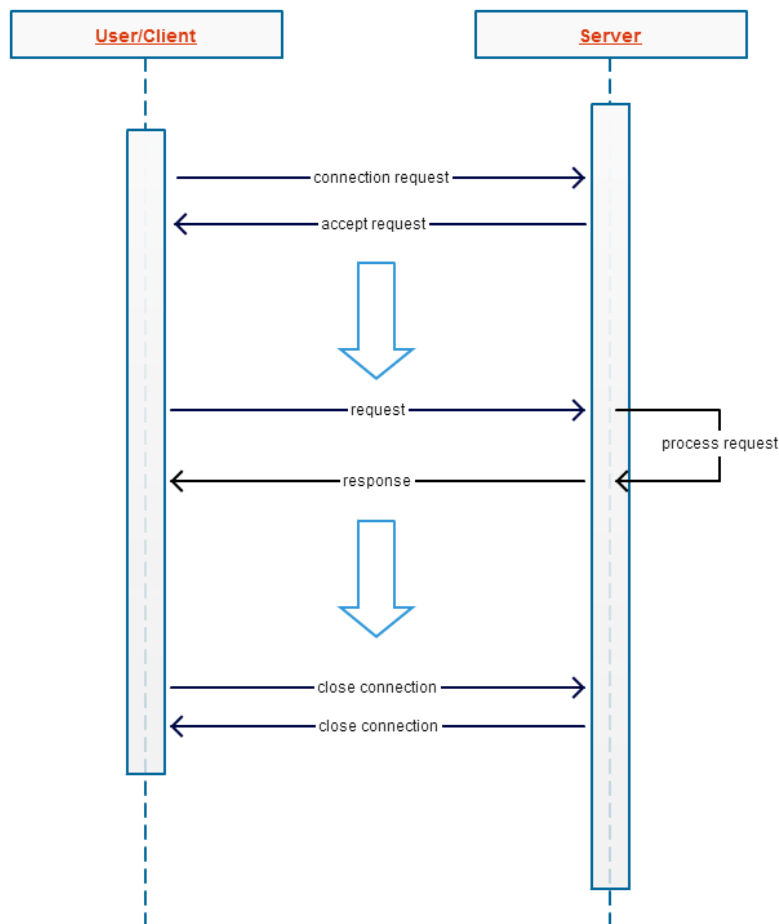 User/Client
Server
connection request
accept request
request
process request
response
close connection
close connection